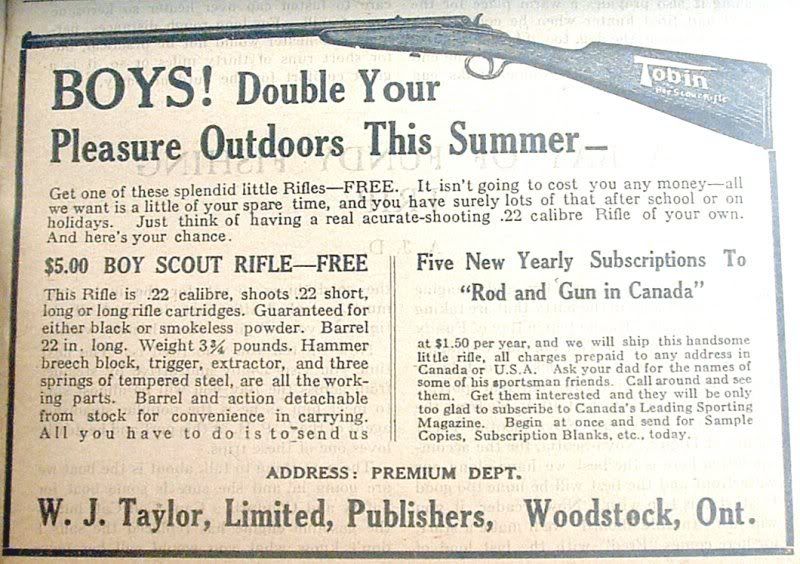 Tobin
Boy Scout Rifle
BOYS! Double Your
Pleasure Outdoors This Summer—
Get one of these splendid little Rifles—FREE. It isn't going to cost you any money—all
we want is a little of your spare time, and you have surely lots of that after school or on
holidays. Just think of having a real acurate-shooting .22 calibre Rifle of your own.
And here's your chance.
$5.00 BOY SCOUT RIFLE—FREE
This Rifle is .22 calibre, shoots .22 short,
long or long rifle cartridges. Guaranteed for
either black or smokeless powder. Barrel
22 in. long. Weight 3¾ pounds. Hammer
breech block, trigger, extractor, and three
springs of tempered steel, are all the work-
ing parts. Barrel and action detachable
from stock for convenience in carrying.
All you have to do is to send us
Five New Yearly Subscriptions To
"Rod and Gun in Canada"
at $1.50 per year, and we will ship this handsome
little rifle, all charges prepaid to any address in
Canada or U.S.A. Ask your dad for the names of
some of his sportsman friends. Call around and see
them. Get them interested and they will be only
too glad to subscribe to Canada's Leading Sporting
Magazine. Begin at once and send for Sample
Copies, Subscription Blanks, etc., today.
ADDRESS: PREMIUM DEPT.
W. J. Taylor, Limited, Publishers, Woodstock, Ont.